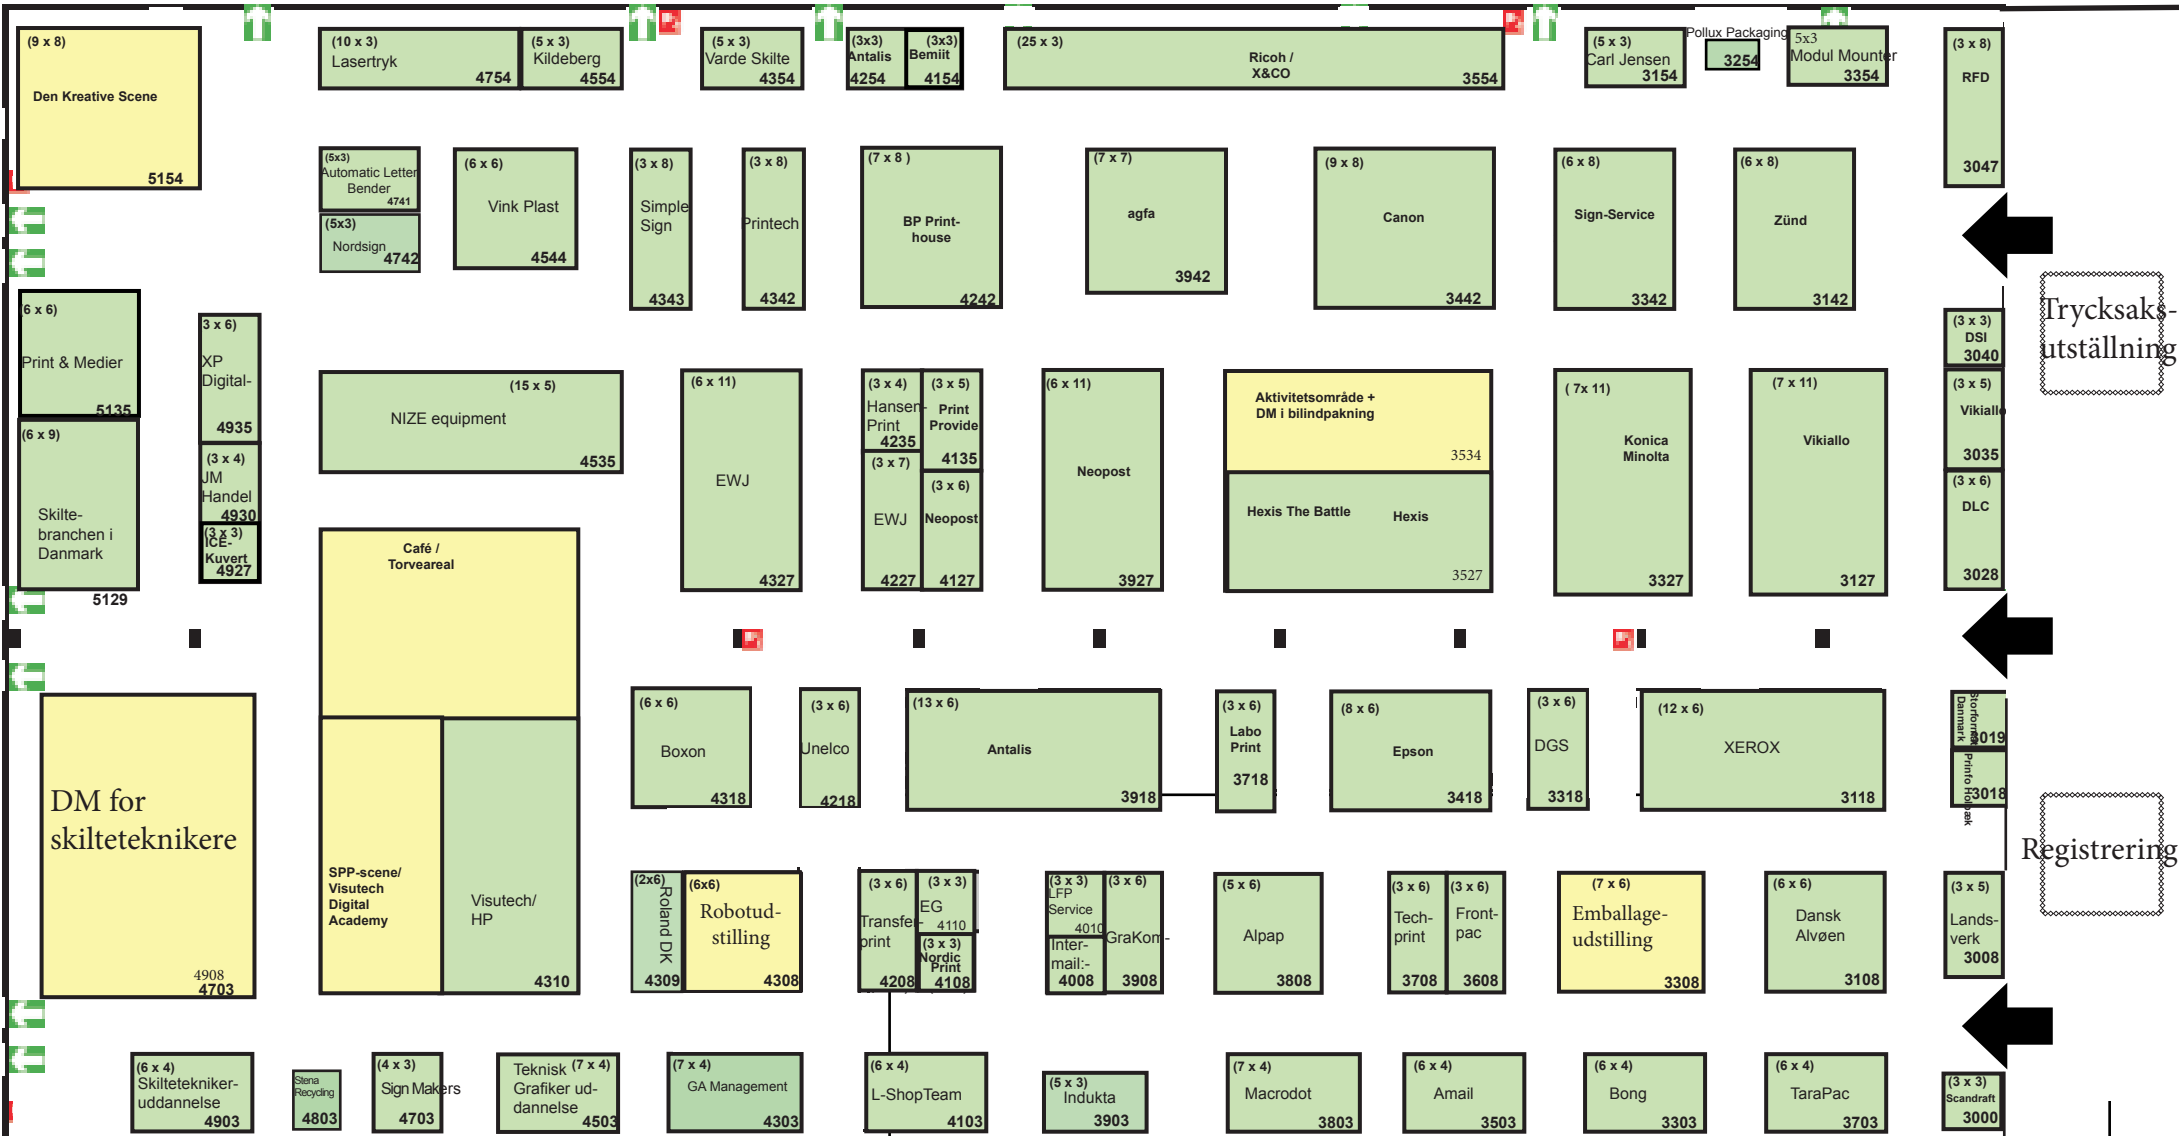 (9 x 8)
Den Kreative Scene
5154
(10 x 3)
Lasertryk
4754
(5 x 3)
Kildeberg
4554
(5 x 3)
Varde Skilte
4354
(3x3)
Antalis
4254
(3x3)
Bemiit
4154
(25 x 3)
Ricoh /
X&CO
3554
(5 x 3)
Carl Jensen
3154
Pollux Packaging
3254
5x3
Modul Mounter
3354
(3 x 8)
RFD
3047
(5x3)
Automatic Letter
Bender
4741
(5x3)
Nordsign
4742
(6 x 6)
Vink Plast
4544
(3 x 8)
Simple
Sign
4343
(3 x 8)
Printech
4342
(7 x 8 )
BP Print-
house
4242
(7 x 7)
agfa
3942
(9 x 8)
Canon
3442
(6 x 8)
Sign-Service
3342
(6 x 8)
Zünd
3142
Trycksaks-
utställning
(6 x 6)
Print & Medier
5135
3 x 6)
XP
Digital-
4935
(15 x 5)
NIZE equipment
4535
(6 x 11)
EWJ
4327
(3 x 4)
Hansen-
Print
4235
(3 x 5)
Print
Provide
4135
(6 x 11)
Neopost
3927
Aktivitetsområde +
DM i bilindpakning
3534
( 7x 11)
Konica
Minolta
3327
(7 x 11)
Vikiallo
3127
(3 x 3)
DSI
3040
(3 x 5)
Vikiallo
3035
(3 x 6)
DLC
3028
(6 x 9)
Skilte-
branchen i
Danmark
5129
(3 x 4)
JM
Handel
4930
(3 x 3)
ICE-
Kuvert
4927
(3 x 7)
EWJ
4227
(3 x 6)
Neopost
4127
Hexis The Battle
Hexis
3527
Café /
Torveareal
DM for
skilteteknikere
4908
4703
SPP-scene/
Visutech
Digital
Academy
Visutech/
HP
4310
(6 x 6)
Boxon
4318
(3 x 6)
Unelco
4218
(13 x 6)
Antalis
3918
(3 x 6)
Labo
Print
3718
(8 x 6)
Epson
3418
(3 x 6)
DGS
3318
(12 x 6)
XEROX
3118
Danmark
3019
Prinfo Holbæk
3018
Registrering
(2x6)
Roland DK
4309
(6x6)
Robotud-
stilling
4308
(3 x 6)
Transfer-
print
4208
(3 x 3)
EG
4110
(3 x 3)
Nordic
Print
4108
(3 x 3)
LFP
Service
4010
Inter-
mail:-
4008
(3 x 6)
GraKom-
3908
(5 x 6)
Alpap
3808
(3 x 6)
Tech-
print
3708
(3 x 6)
Front-
pac
3608
(7 x 6)
Emballage-
udstilling
3308
(6 x 6)
Dansk
Alvøen
3108
(3 x 5)
Lands-
verk
3008
(6 x 4)
Skiltetekniker-
uddannelse
4903
Stena
Recycling
4803
(4 x 3)
Sign Makers
4703
Teknisk (7 x 4)
Grafiker ud-
dannelse
4503
(7 x 4)
GA Management
4303
(6 x 4)
L-ShopTeam
4103
(5 x 3)
Indukta
3903
(7 x 4)
Macrodot
3803
(6 x 4)
Amail
3503
(6 x 4)
Bong
3303
(6 x 4)
TaraPac
3703
(3 x 3)
Scandraft
3000